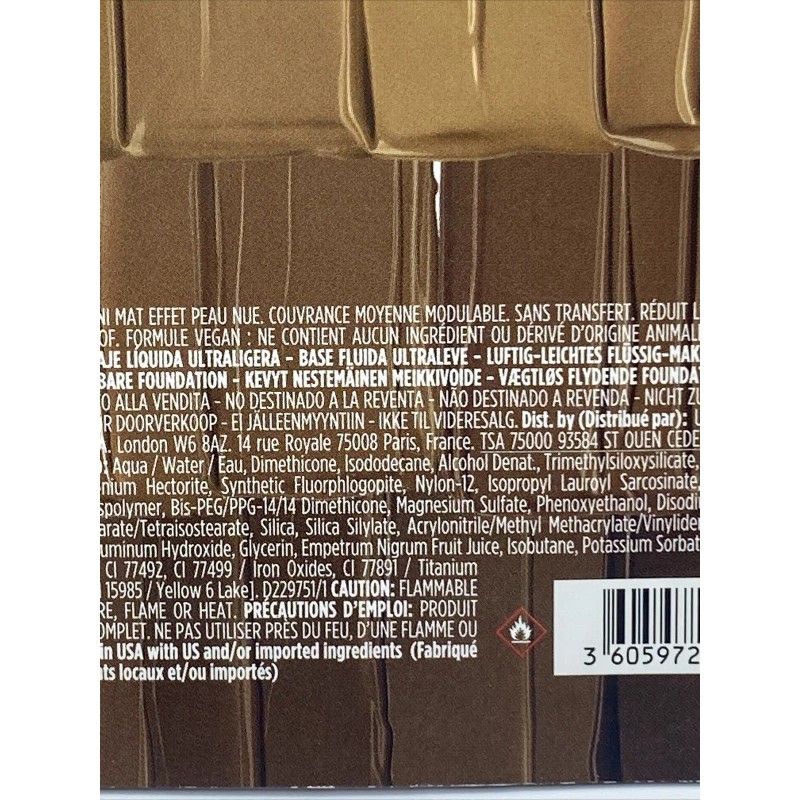 NI MAT EFFET PEAU NUE. COUVRANCE MOYENNE MODULABLE. SANS TRANSFERT. RÉDUIT L
OF. FORMULE VEGAN : NE CONTIENT AUCUN INGRÉDIENT OU DÉRIVÉ D'ORIGINE ANIMALE
AJE LÍQUIDA ULTRALIGERA - BASE FLUIDA ULTRALEVE - LUFTIG-LEICHTES FLÜSSIG-MAK
BARE FOUNDATION - KEVYT NESTEMÄINEN MEIKKIVOIDE - VÆGTLØS FLYDENDE FOUNDA
O ALLA VENDITA - NO DESTINADO A LA REVENTA - NÃO DESTINADO A REVENDA - NICHT ZU
R DOORVERKOOP - EI JÄLLEENMYYNTIIN - IKKE TIL VIDERESALG. Dist. by (Distribué par): U
A. London W6 8AZ. 14 rue Royale 75008 Paris, France. TSA 75000 93584 ST OUEN CEDE
: Aqua / Water / Eau, Dimethicone, Isododecane, Alcohol Denat., Trimethylsiloxysilicate,
nium Hectorite, Synthetic Fluorphlogopite, Nylon-12, Isopropyl Lauroyl Sarcosinate,
spolymer, Bis-PEG/PPG-14/14 Dimethicone, Magnesium Sulfate, Phenoxyethanol, Disodi
arate/Tetraisostearate, Silica, Silica Silylate, Acrylonitrile/Methyl Methacrylate/Vinylider
uminum Hydroxide, Glycerin, Empetrum Nigrum Fruit Juice, Isobutane, Potassium Sorbat
CI 77492, CI 77499 / Iron Oxides, CI 77891 / Titanium
15985 / Yellow 6 Lake]. D229751/1 CAUTION: FLAMMABLE
RE, FLAME OR HEAT. PRÉCAUTIONS D'EMPLOI: PRODUIT
OMPLET. NE PAS UTILISER PRÈS DU FEU, D'UNE FLAMME OU
in USA with US and/or imported ingredients (Fabriqué
ts locaux et/ou importés)
3 605972